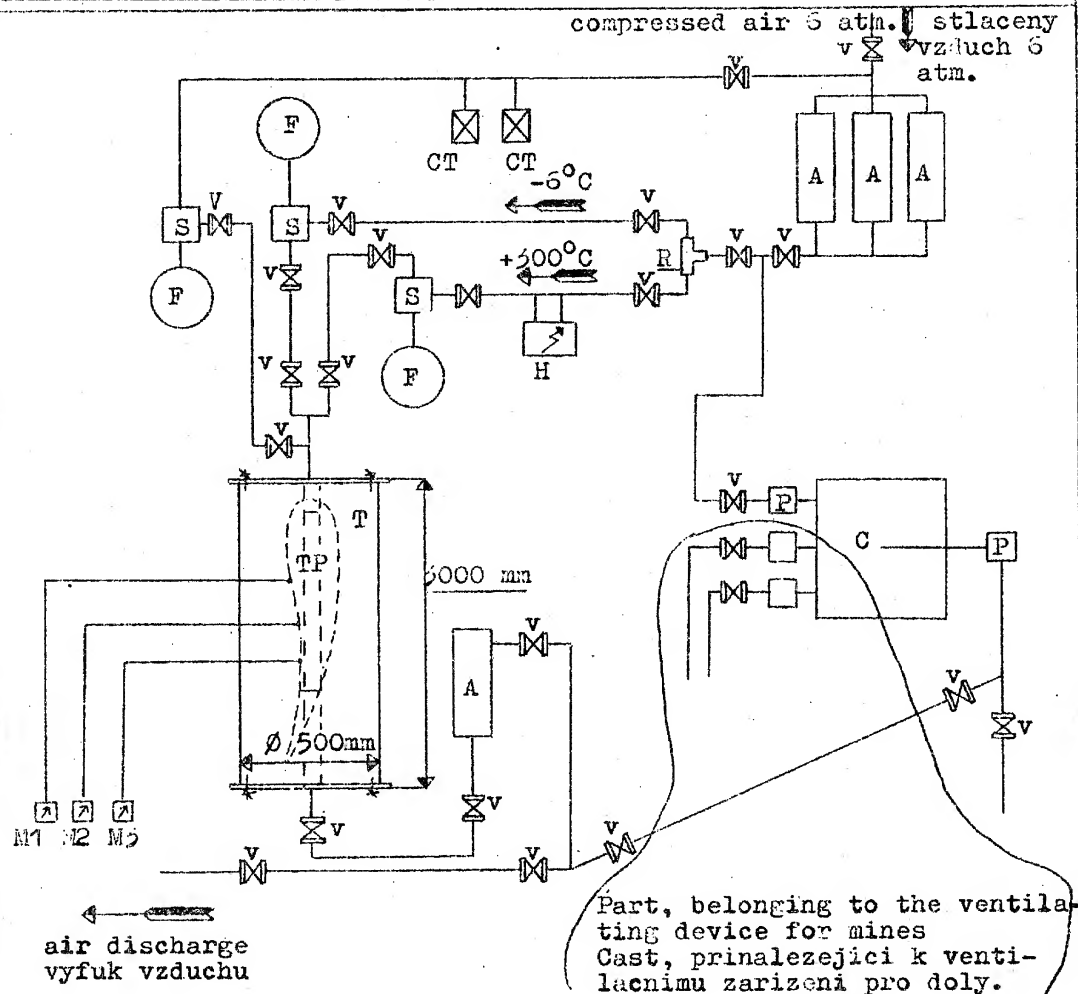 compressed air 6 atm. stlaceny
v vzduch 6
atm.
v
F
CT CT
A A A
-6°C
V v v
S S
v v v
+300°C
R
F v S v
H
v v F
v
v
T P
C P
TP
6000 mm
v
v
A
v
Ø 500mm
v
v v
M1 M2 M3
v v v
air discharge
vyfuk vzduchu
Part, belonging to the ventila-
ting device for mines
Cast, prinalezejici k venti-
lacnimu zarizeni pro doly.